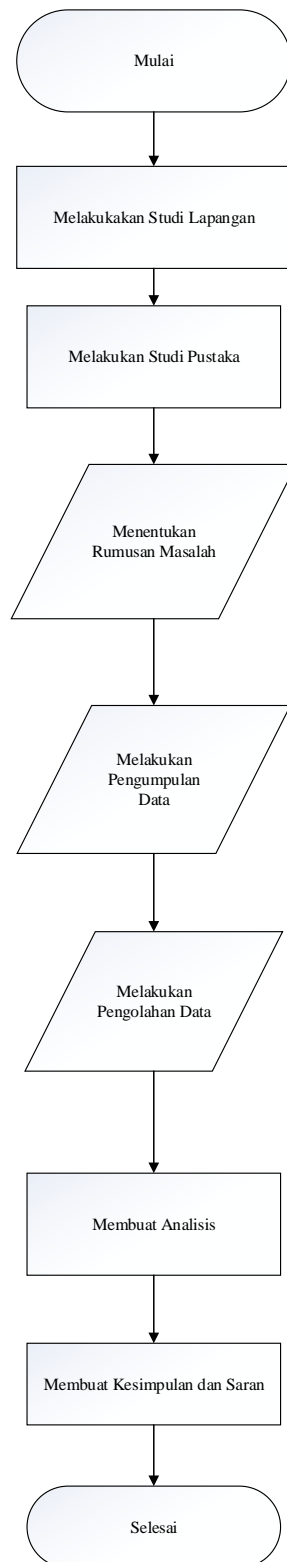 Mulai
Melakukakan Studi Lapangan
Melakukan Studi Pustaka
Menentukan
Rumusan Masalah
Melakukan
Pengumpulan
Data
Melakukan
Pengolahan Data
Membuat Analisis
Membuat Kesimpulan dan Saran
Selesai